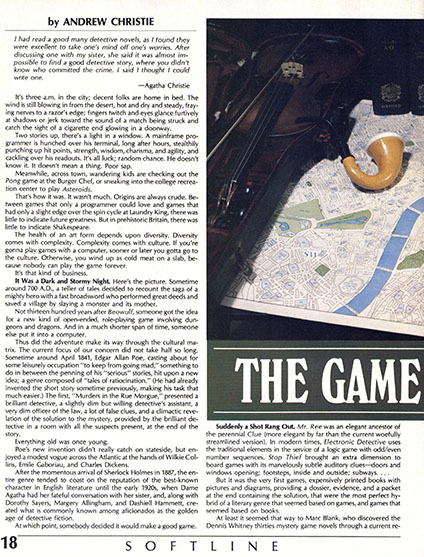 by ANDREW CHRISTIE
I had read a good many detective novels, as I found they
were excellent to take one's mind off one's worries. After
discussing one with my sister, she said it was almost im-
possible to find a good detective story, where you didn't
know who committed the crime. I said I thought I could
write one.
—Agatha Christie
It's three a.m. in the city; decent folks are home in bed. The
wind is still blowing in from the desert, hot and dry and steady, fray-
ing nerves to a razor's edge; fingers twitch and eyes glance furtively
at shadows or jerk toward the sound of a match being struck and
catch the sight of a cigarette end glowing in a doorway.
Two stories up, there's a light in a window. A mainframe pro-
grammer is hunched over his terminal, long after hours, stealthily
punching up hit points, strength, wisdom, charisma, and agility, and
cackling over his readouts. It's all luck; random chance. He doesn't
know it. It doesn't mean a thing. Poor sap.
Meanwhile, across town, wandering kids are checking out the
Pong game at the Burger Chef, or sneaking into the college recrea-
tion center to play Asteroids.
That's how it was. It wasn't much. Origins are always crude. Be-
tween games that only a programmer could love and games that
had only a slight edge over the spin cycle at Laundry King, there was
little to indicate future greatness. But in prehistoric Britain, there was
little to indicate Shakespeare.
The health of an art form depends upon diversity. Diversity
comes with complexity. Complexity comes with culture. If you're
gonna play games with a computer, sooner or later you gotta go to
the culture. Otherwise, you wind up as cold meat on a slab, be-
cause nobody can play the game forever.
It's that kind of business.
It Was a Dark and Stormy Night. Here's the picture. Sometime
around 700 A.D., a teller of tales decided to recount the saga of a
mighty hero with a fast broadsword who performed great deeds and
saved a village by slaying a monster and its mother.
Not thirteen hundred years after Beowulf, someone got the idea
for a new kind of open-ended, role-playing game involving dun-
geons and dragons. And in a much shorter span of time, someone
else put it into a computer.
Thus did the adventure make its way through the cultural ma-
trix. The current focus of our concern did not take half so long.
Sometime around April 1841, Edgar Allan Poe, casting about for
some leisurely occupation "to keep from going mad," something to
do in between the penning of his "serious" stories, hit upon a new
idea; a genre composed of "tales of ratiocination." (He had already
invented the short story sometime previously, making his task that
much easier.) The first, "Murders in the Rue Morgue," presented a
brilliant detective, a slightly dim but willing detective's assistant, a
very dim officer of the law, a lot of false clues, and a climactic reve-
lation of the solution to the mystery, provided by the brilliant de-
tective in a room with all the suspects present, at the end of the
story.
Everything old was once young.
Poe's new invention didn't really catch on stateside, but en-
joyed a modest vogue across the Atlantic at the hands of Wilkie Col-
lins, Emile Gaboriau, and Charles Dickens.
After the momentous arrival of Sherlock Holmes in 1887, the en-
tire genre tended to coast on the reputation of the best-known
character in English literature until the early 1920s, when Dame
Agatha had her fateful conversation with her sister, and, along with
Dorothy Sayers, Margery Allingham, and Dashiell Hammett, cre-
ated what is commonly known among aficionados as the golden
age of detective fiction.
At which point, somebody decided it would make a good game.
THE GAME
Suddenly a Shot Rang Out. Mr. Ree was an elegant ancestor of
the perennial Clue (more elegant by far than the current woefully
streamlined version). In modern times, Electronic Detective uses
the traditional elements in the service of a logic game with odd/even
number sequences. Stop Thief brought an extra dimension to
board games with its marvelously subtle auditory clues—doors and
windows opening; footsteps, inside and outside; subways. . . .
But it was the very first games, expensively printed books with
pictures and diagrams, providing a dossier, evidence, and a packet
at the end containing the solution, that were the most perfect hy-
brid of a literary genre that seemed based on games, and games that
seemed based on books.
At least it seemed that way to Marc Blank, who discovered the
Dennis Whitney thirties mystery game novels through a current re-
18
SOFTLINE